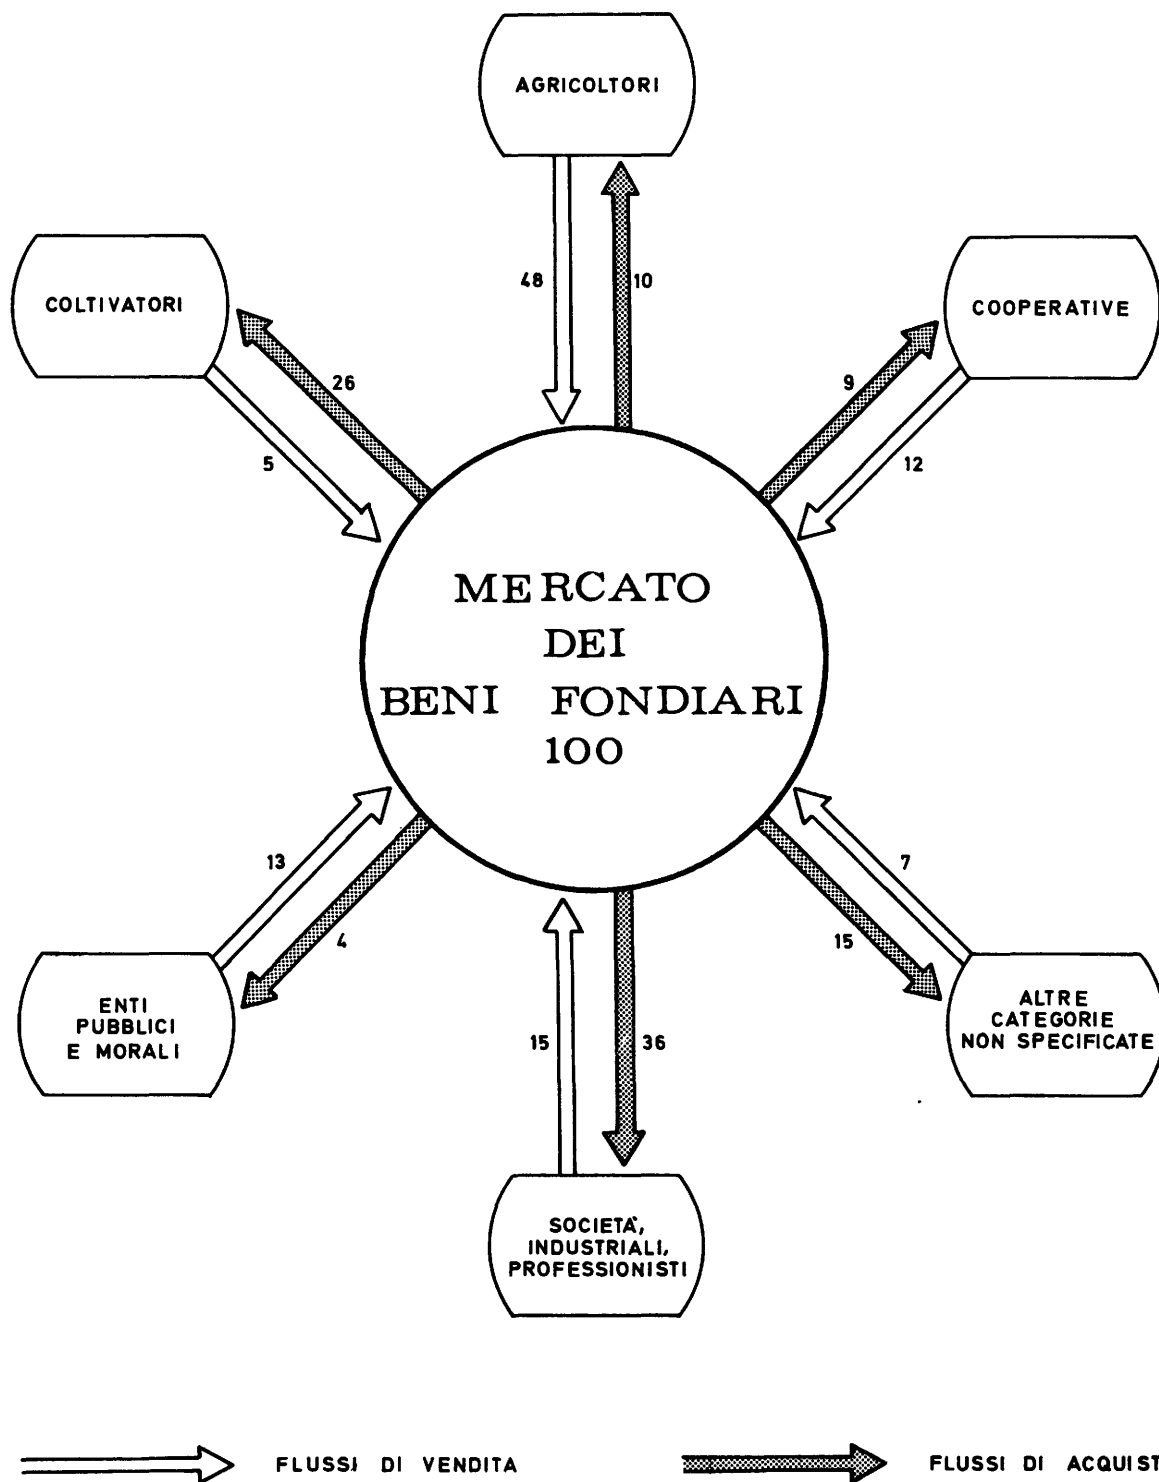 AGRICOLTORI
48
10
COLTIVATORI
COOPERATIVE
26
5
9
12
MERCATO
DEI
BENI FONDIARI
100
13
4
7
15
15
36
ENTI
PUBBLICI
E MORALI
ALTRE
CATEGORIE
NON SPECIFICATE
SOCIETÀ,
INDUSTRIALI,
PROFESSIONISTI
FLUSSI DI VENDITA
FLUSSI DI ACQUIST